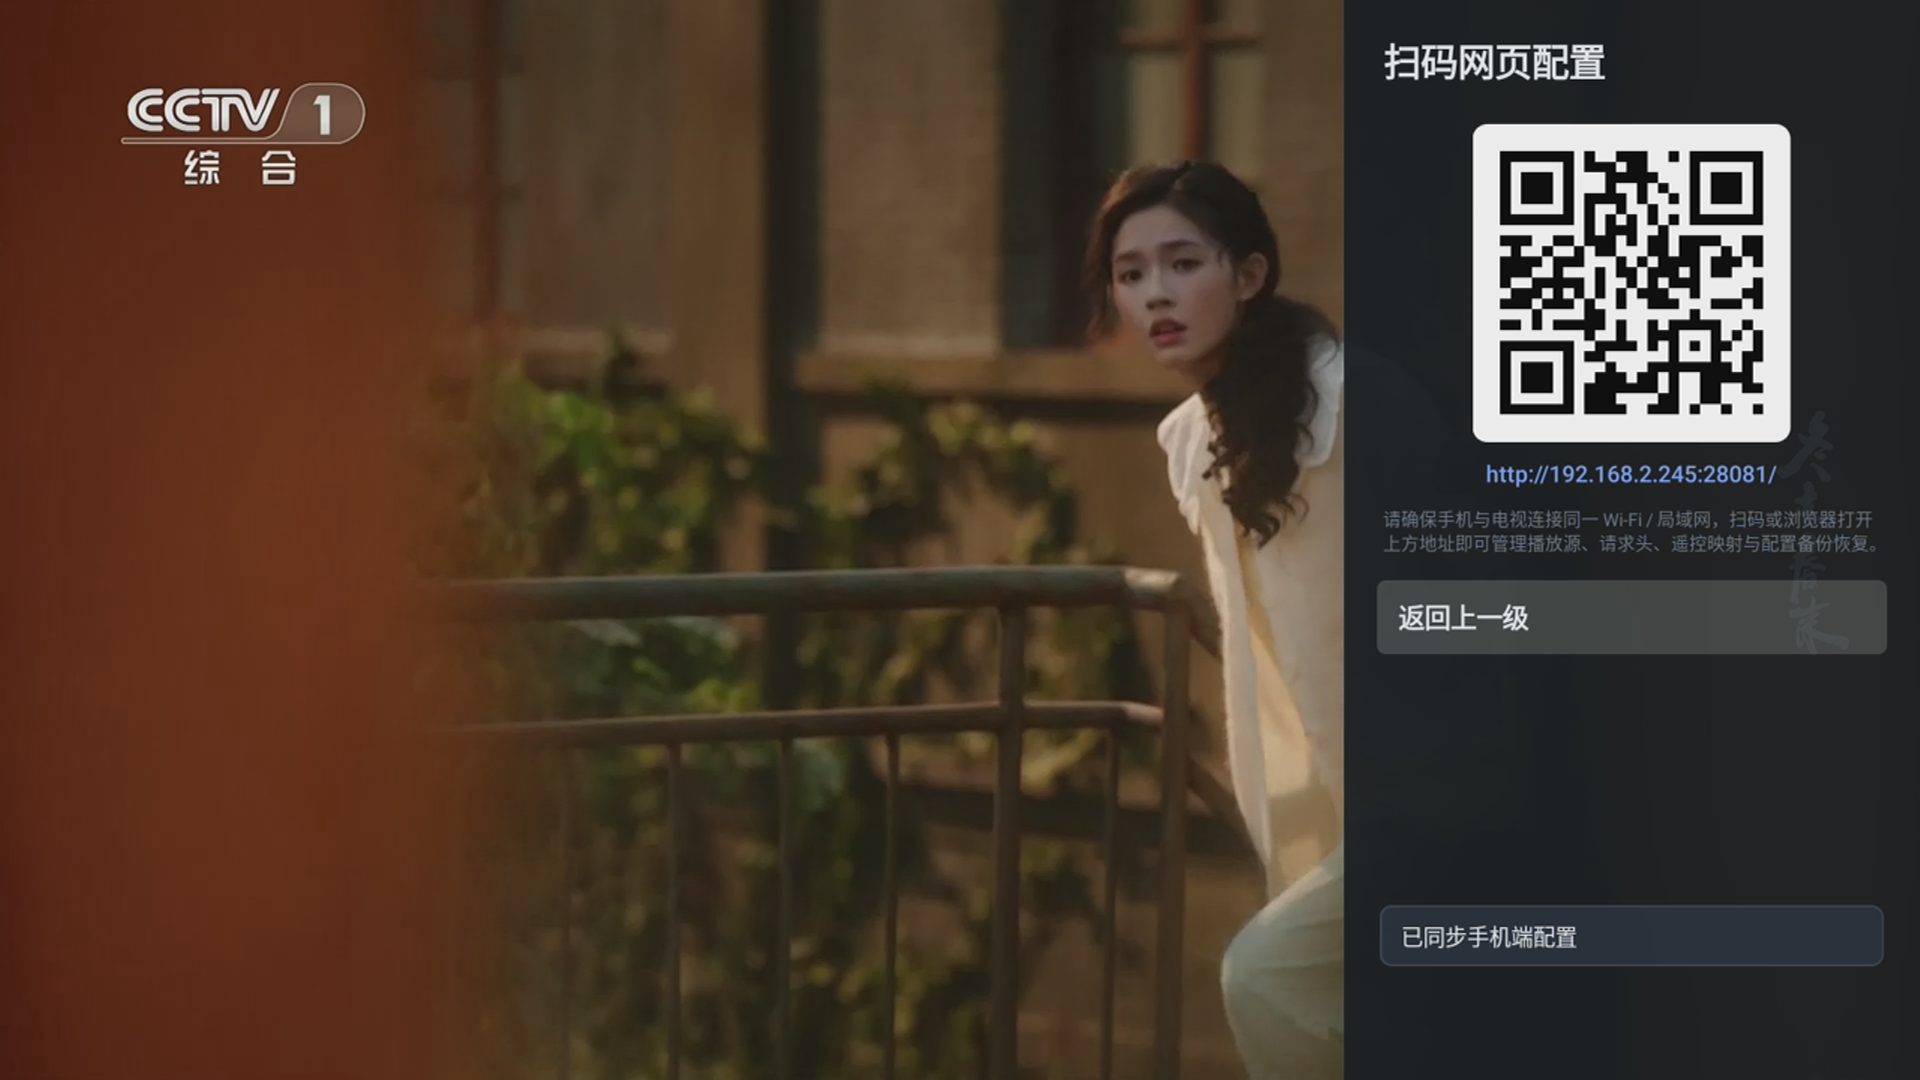 CCTV 1
综 合
扫码网页配置
http://192.168.2.245:28081/
请确保手机与电视连接同一 Wi-Fi / 局域网，扫码或浏览器打开
上方地址即可管理播放源、请求头、遥控映射与配置备份恢复。
返回上一级
已同步手机端配置